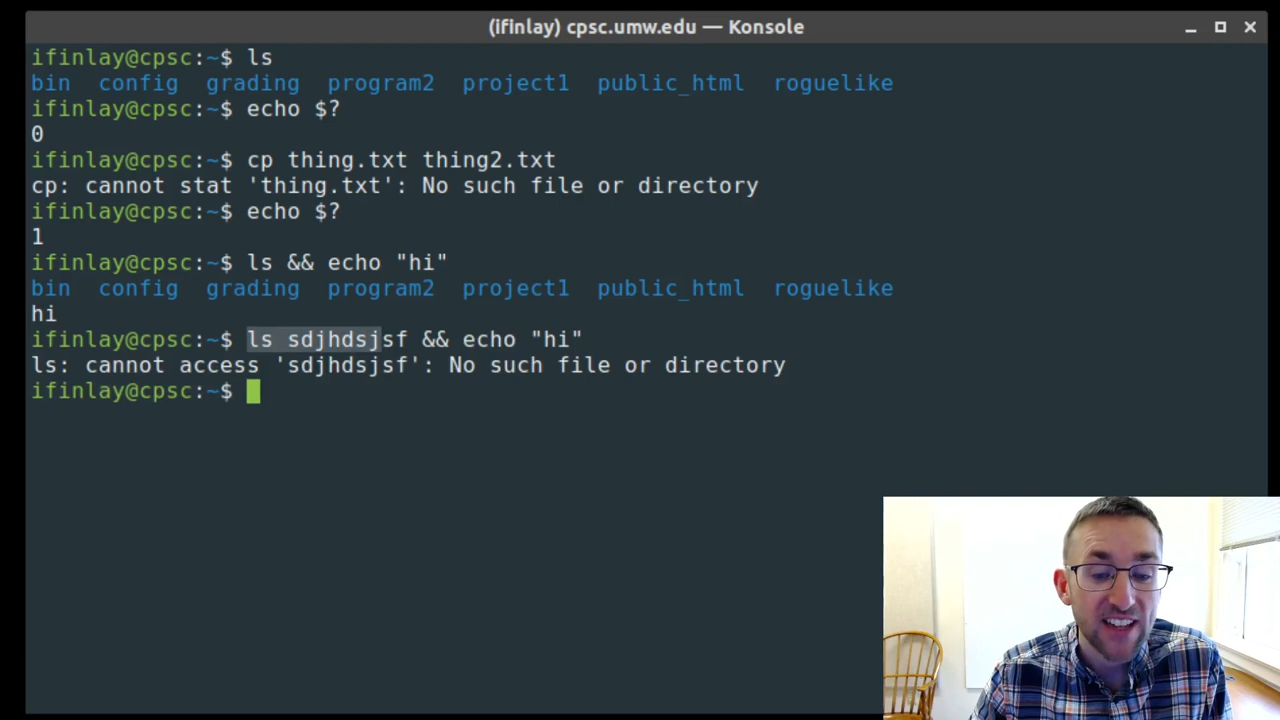 (ifinlay) cpsc.umw.edu — Konsole
ifinlay@cpsc:~$ ls
bin config grading program2 project1 public_html roguelike
ifinlay@cpsc:~$ echo $?
0
ifinlay@cpsc:~$ cp thing.txt thing2.txt
cp: cannot stat 'thing.txt': No such file or directory
ifinlay@cpsc:~$ echo $?
1
ifinlay@cpsc:~$ ls && echo "hi"
bin config grading program2 project1 public_html roguelike
hi
ifinlay@cpsc:~$ ls sdjhdsjsf && echo "hi"
ls: cannot access 'sdjhdsjsf': No such file or directory
ifinlay@cpsc:~$